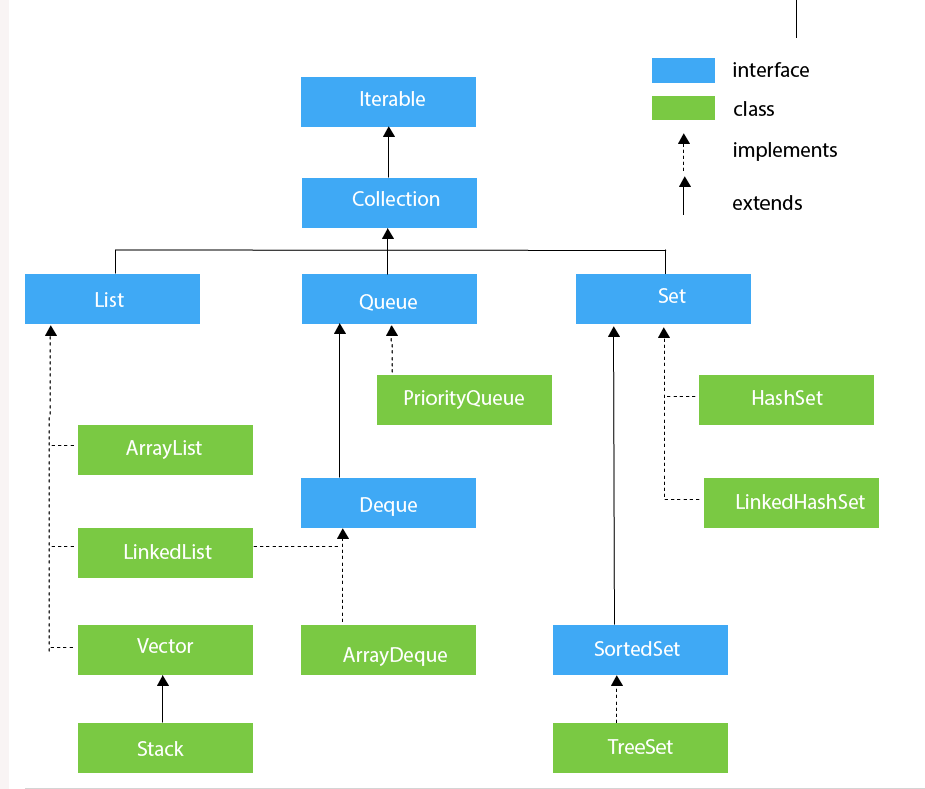 interface
Iterable
class
implements
Collection
extends
List
Queue
Set
PriorityQueue
HashSet
ArrayList
Deque
LinkedHashSet
LinkedList
Vector
ArrayDeque
SortedSet
Stack
TreeSet